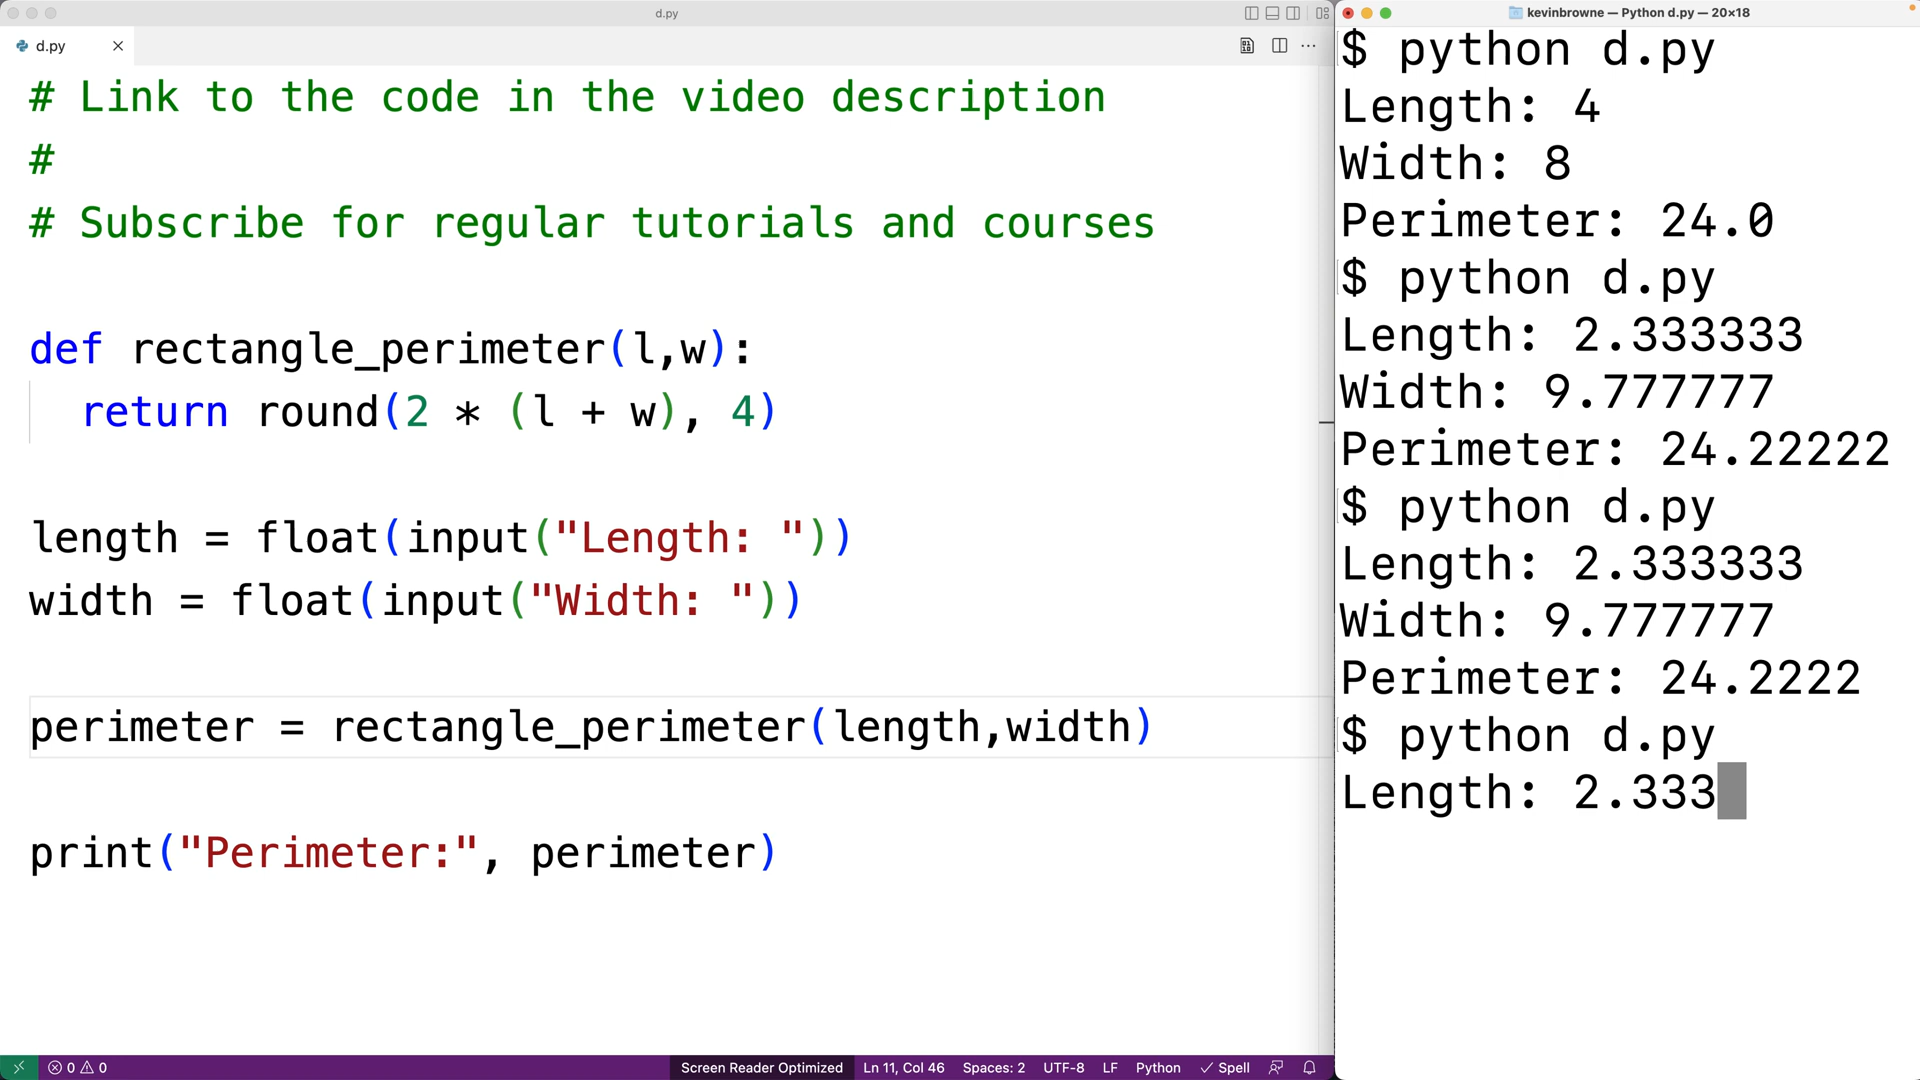 d.py
d.py
# Link to the code in the video description
#
# Subscribe for regular tutorials and courses
def rectangle_perimeter(l,w):
return round(2 * (l + w), 4)
length = float(input("Length: "))
width = float(input("Width: "))
perimeter = rectangle_perimeter(length,width)
print("Perimeter:", perimeter)
0 0
Screen Reader Optimized
Ln 11, Col 46
Spaces: 2
UTF-8
LF
Python
Spell
kevinbrowne — Python d.py — 20×18
$ python d.py
Length: 4
Width: 8
Perimeter: 24.0
$ python d.py
Length: 2.333333
Width: 9.777777
Perimeter: 24.22222
$ python d.py
Length: 2.333333
Width: 9.777777
Perimeter: 24.2222
$ python d.py
Length: 2.333